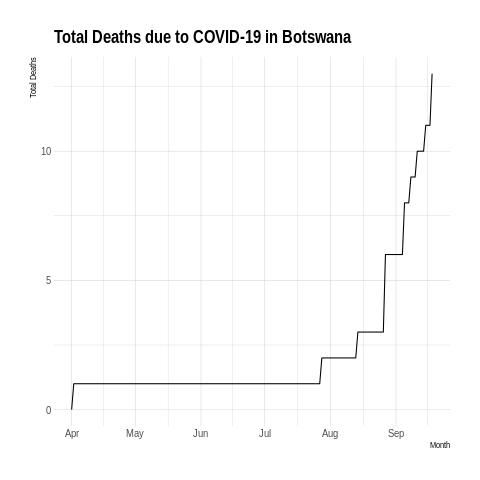 Total Deaths due to COVID-19 in Botswana
Total Deaths
10
5
0
Apr May Jun Jul Aug Sep
Month